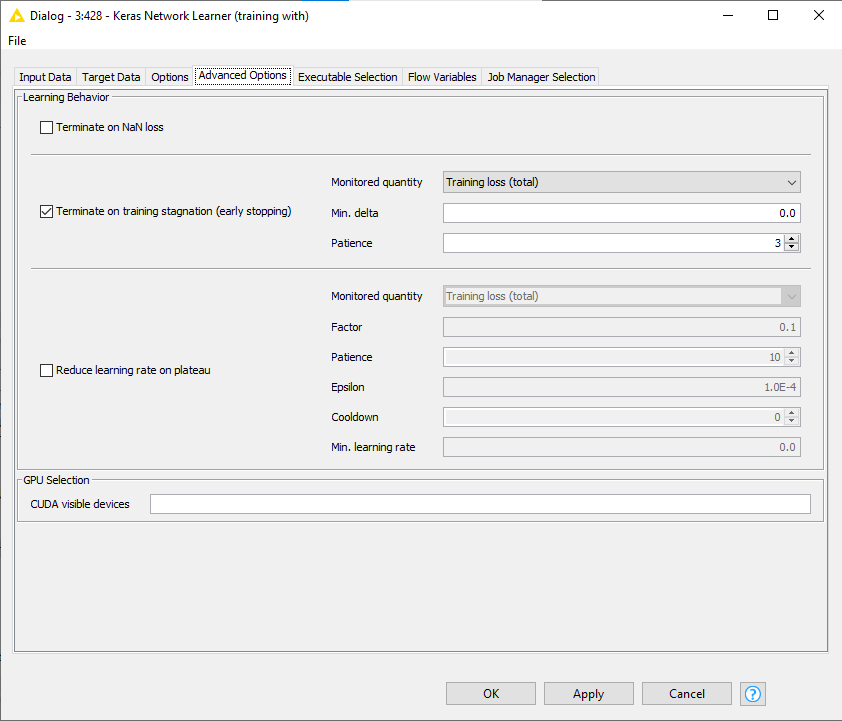 Dialog - 3:428 - Keras Network Learner (training with)
File
Input Data Target Data Options Advanced Options Executable Selection Flow Variables Job Manager Selection
Learning Behavior
Terminate on NaN loss
Monitored quantity Training loss (total)
Terminate on training stagnation (early stopping) Min. delta 0.0
Patience 3
Monitored quantity Training loss (total)
Factor 0.1
Patience 10
Reduce learning rate on plateau
Epsilon 1.0E-4
Cooldown 0
Min. learning rate 0.0
GPU Selection
CUDA visible devices
OK Apply Cancel ?